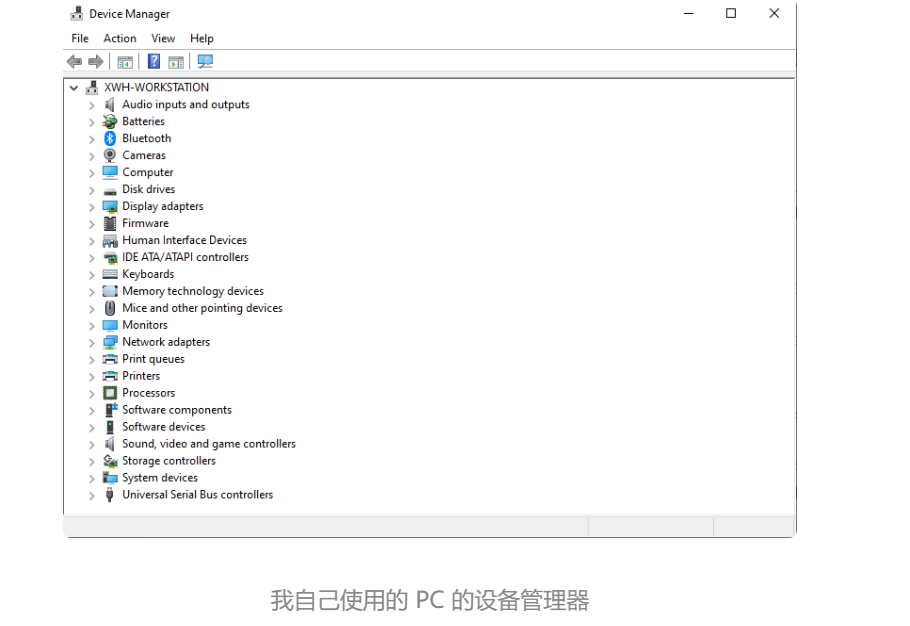 Device Manager
File Action View Help
XWH-WORKSTATION
Audio inputs and outputs
Batteries
Bluetooth
Cameras
Computer
Disk drives
Display adapters
Firmware
Human Interface Devices
IDE ATA/ATAPI controllers
Keyboards
Memory technology devices
Mice and other pointing devices
Monitors
Network adapters
Print queues
Printers
Processors
Software components
Software devices
Sound, video and game controllers
Storage controllers
System devices
Universal Serial Bus controllers
我自己使用的 PC 的设备管理器